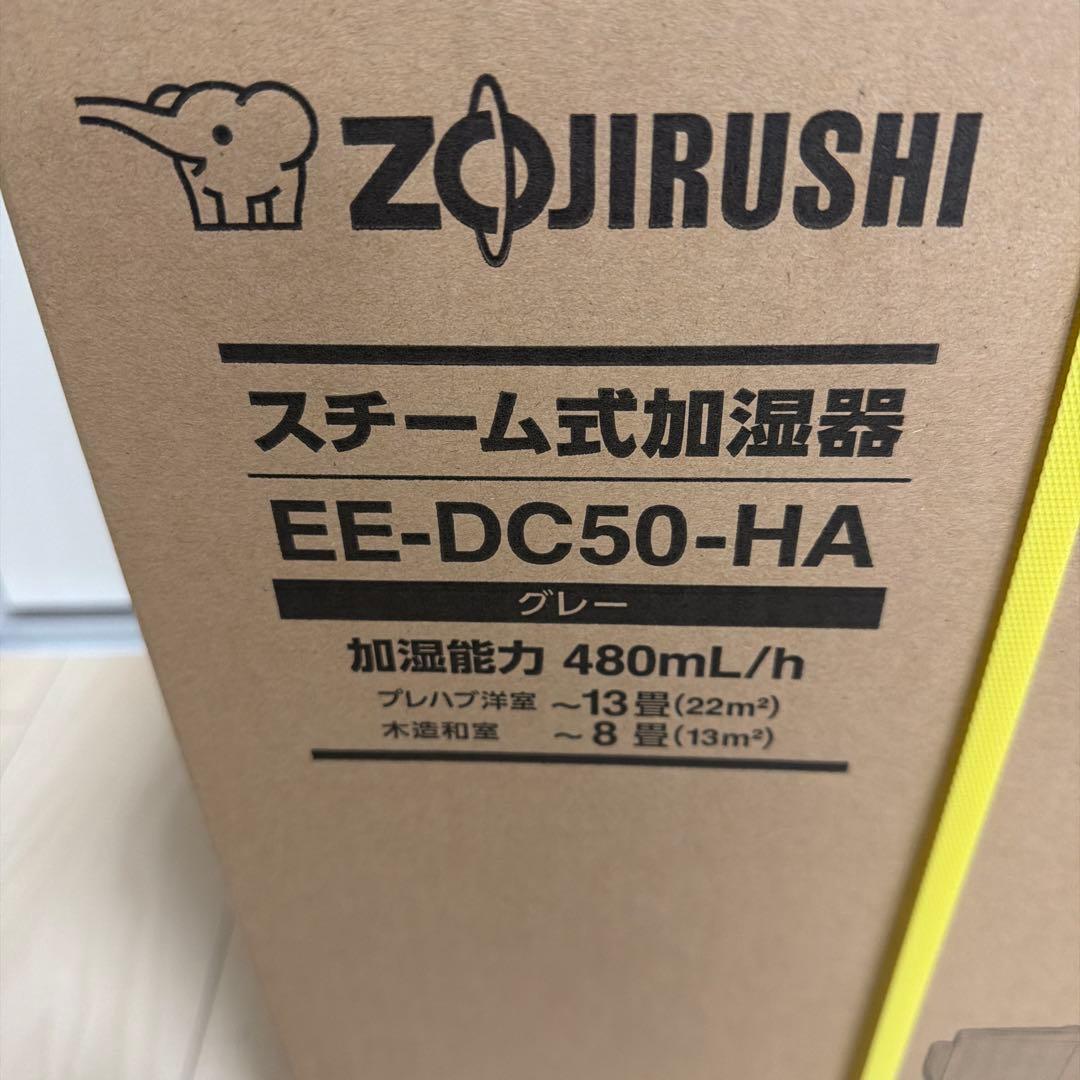 ZOJIRUSHI
スチーム式加湿器
EE-DC50-HA
グレー
加湿能力 480mL/h
プレハブ洋室 ～13畳(22m²)
木造和室 ～8 畳(13m²)